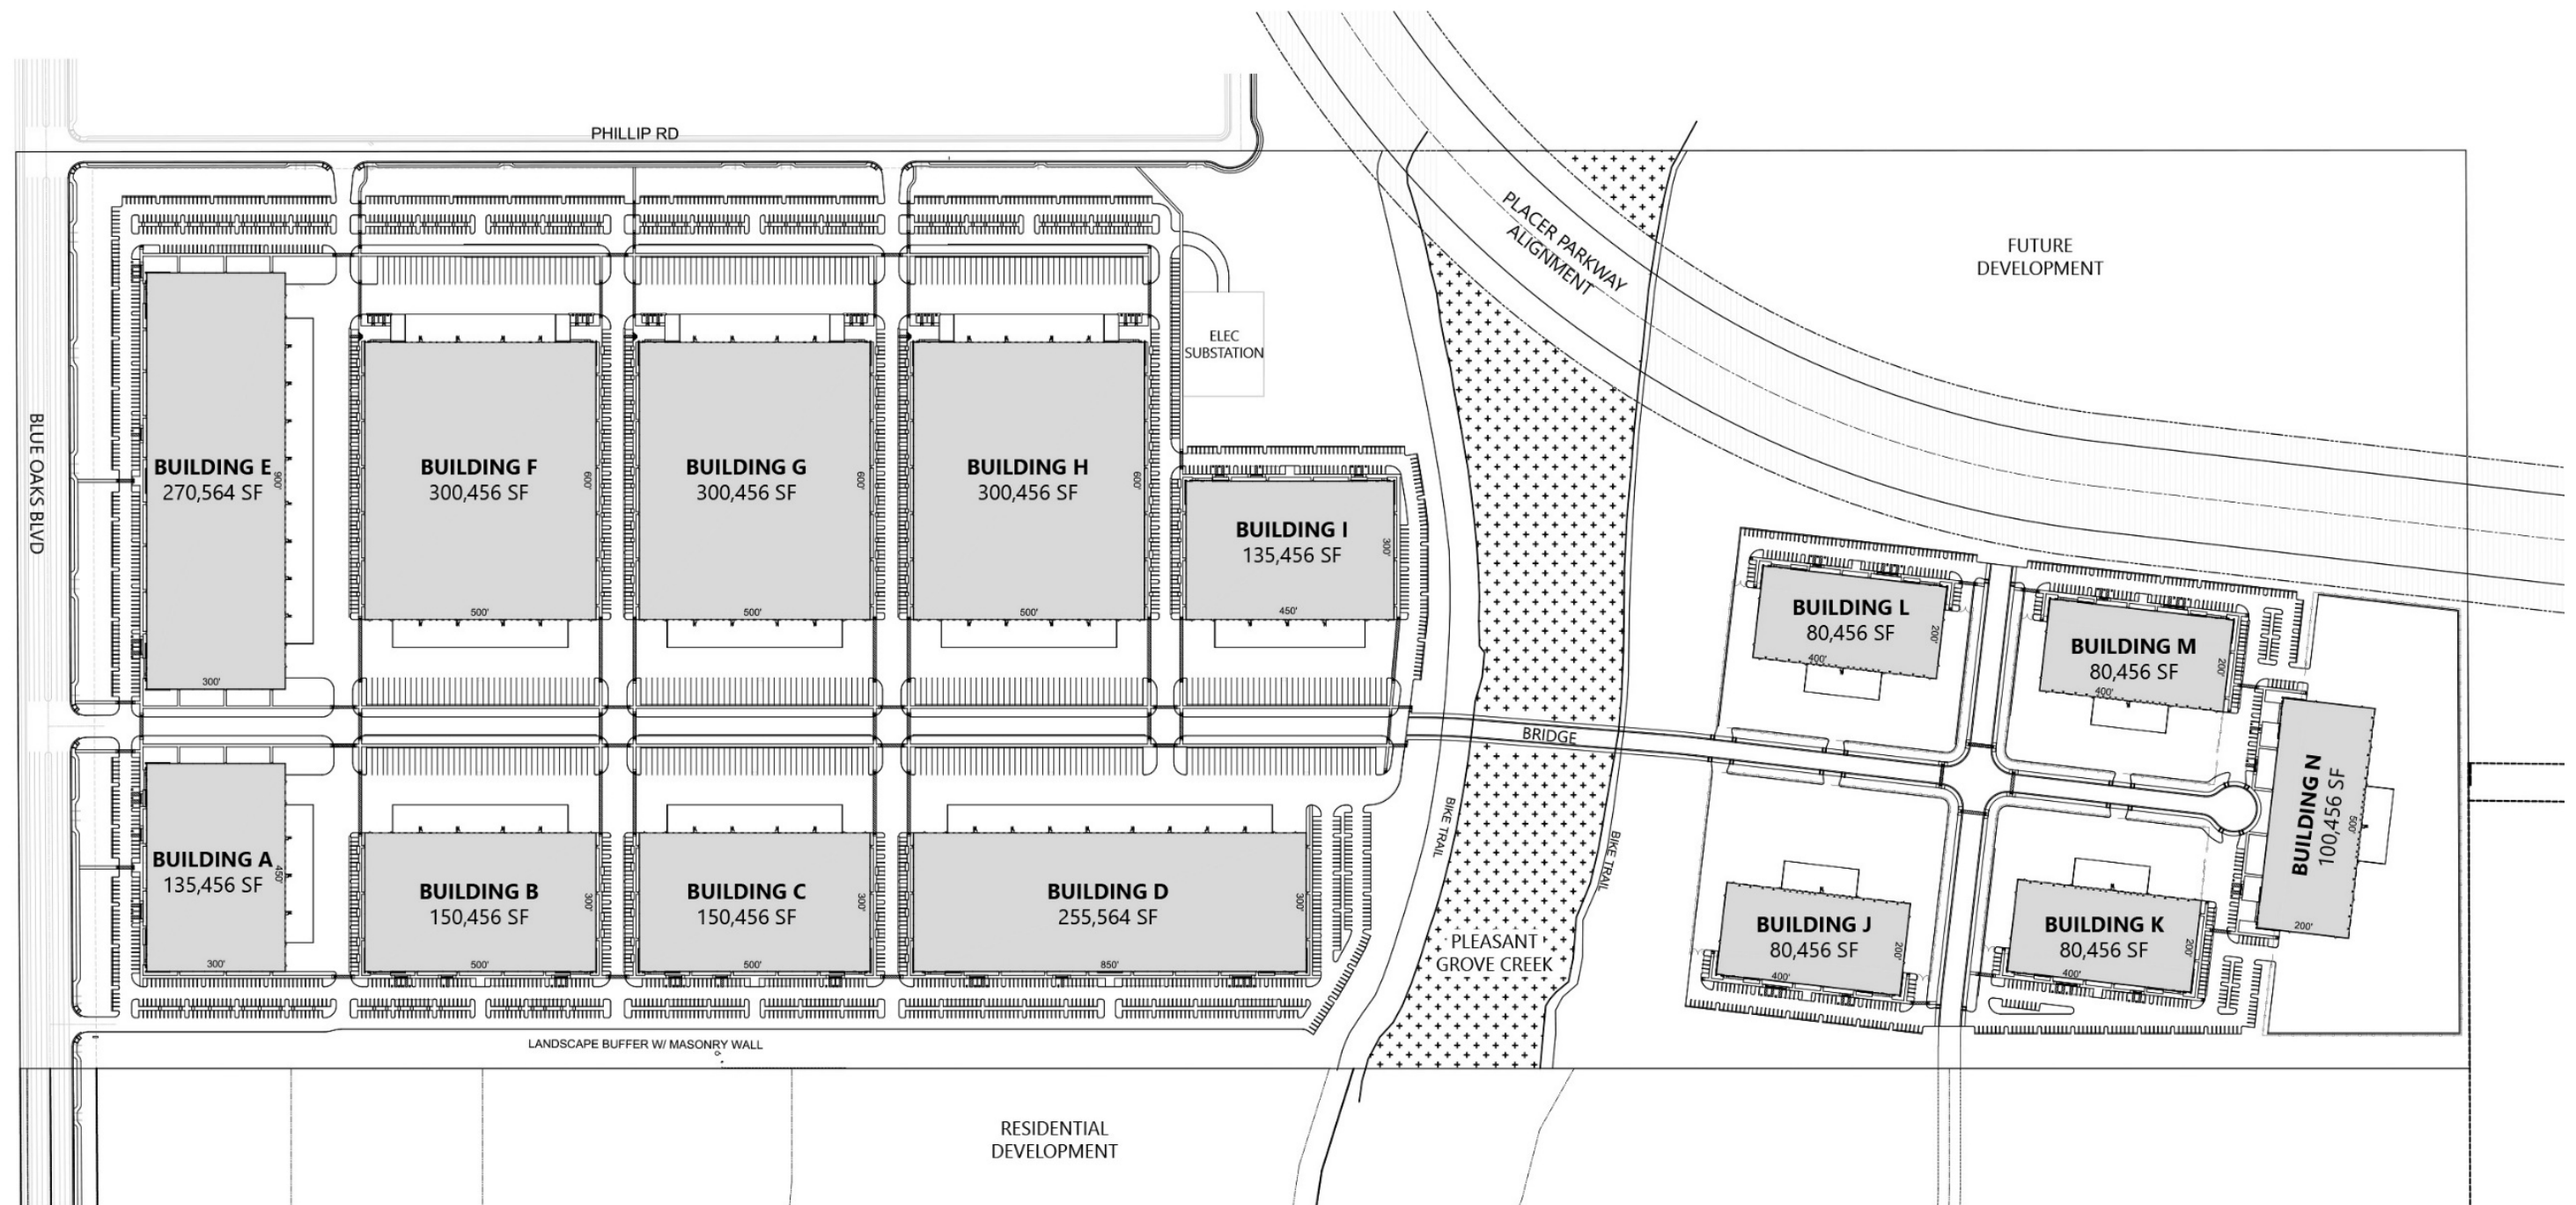 PHILLIP RD
BLUE OAKS BLVD
PLACER PARKWAY
ALIGNMENT
FUTURE
DEVELOPMENT
ELEC
SUBSTATION
BUILDING E
270,564 SF
900'
300'
BUILDING F
300,456 SF
600'
500'
BUILDING G
300,456 SF
600'
500'
BUILDING H
300,456 SF
600'
500'
BUILDING I
135,456 SF
300'
450'
BUILDING L
80,456 SF
200'
400'
BUILDING M
80,456 SF
200'
400'
BRIDGE
BUILDING N
100,456 SF
500'
200'
BUILDING A
135,456 SF
450'
300'
BUILDING B
150,456 SF
300'
500'
BUILDING C
150,456 SF
300'
500'
BUILDING D
255,564 SF
300'
850'
BIKE TRAIL
BIKE TRAIL
PLEASANT
GROVE CREEK
BUILDING J
80,456 SF
200'
400'
BUILDING K
80,456 SF
200'
400'
LANDSCAPE BUFFER W/ MASONRY WALL
RESIDENTIAL
DEVELOPMENT